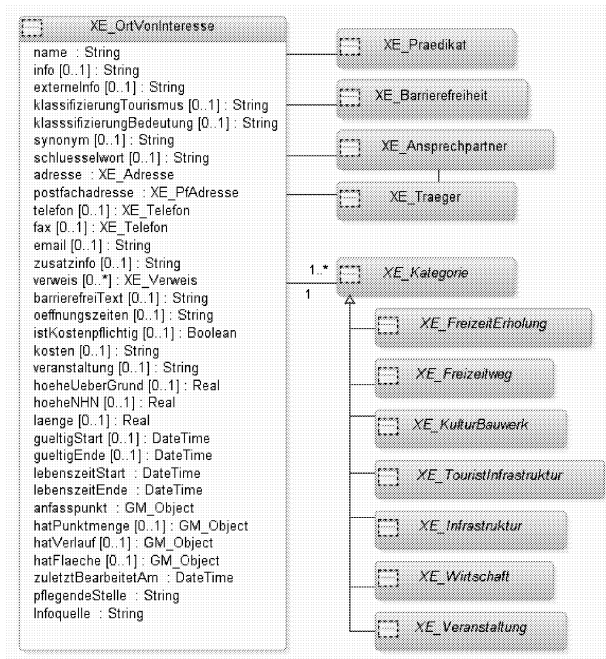 XE_OrtVonInteresse
name : String
info [0..1] : String
externeInfo [0..1] : String
klassifizierungTourismus [0..1] : String
klasssifizierungBedeutung [0..1] : String
synonym [0..1] : String
schluesselwort [0..1] : String
adresse : XE_Adresse
postfachadresse : XE_PfAdresse
telefon [0..1] : XE_Telefon
fax [0..1] : XE_Telefon
email [0..1] : String
zusatzinfo [0..1] : String
verweis [0..*] : XE_Verweis
barrierefreiText [0..1] : String
oeffnungszeiten [0..1] : String
istKostenpflichtig [0..1] : Boolean
kosten [0..1] : String
veranstaltung [0..1] : String
hoeheUeberGrund [0..1] : Real
hoeheNHN [0..1] : Real
laenge [0..1] : Real
gueltigStart [0..1] : DateTime
gueltigEnde [0..1] : DateTime
lebenszeitStart : DateTime
lebenszeitEnde : DateTime
anfasspunkt : GM_Object
hatPunktmenge [0..1] : GM_Object
hatVerlauf [0..1] : GM_Object
hatFlaeche [0..1] : GM_Object
zuletztBearbeitetAm : DateTime
pflegendeStelle : String
Infoquelle : String
XE_Praedikat
XE_Barrierefreiheit
XE_Ansprechpartner
XE_Traeger
1..*
1
XE_Kategorie
XE_FreizeitErholung
XE_Freizeitweg
XE_KulturBauwerk
XE_TouristInfrastruktur
XE_Infrastruktur
XE_Wirtschaft
XE_Veranstaltung